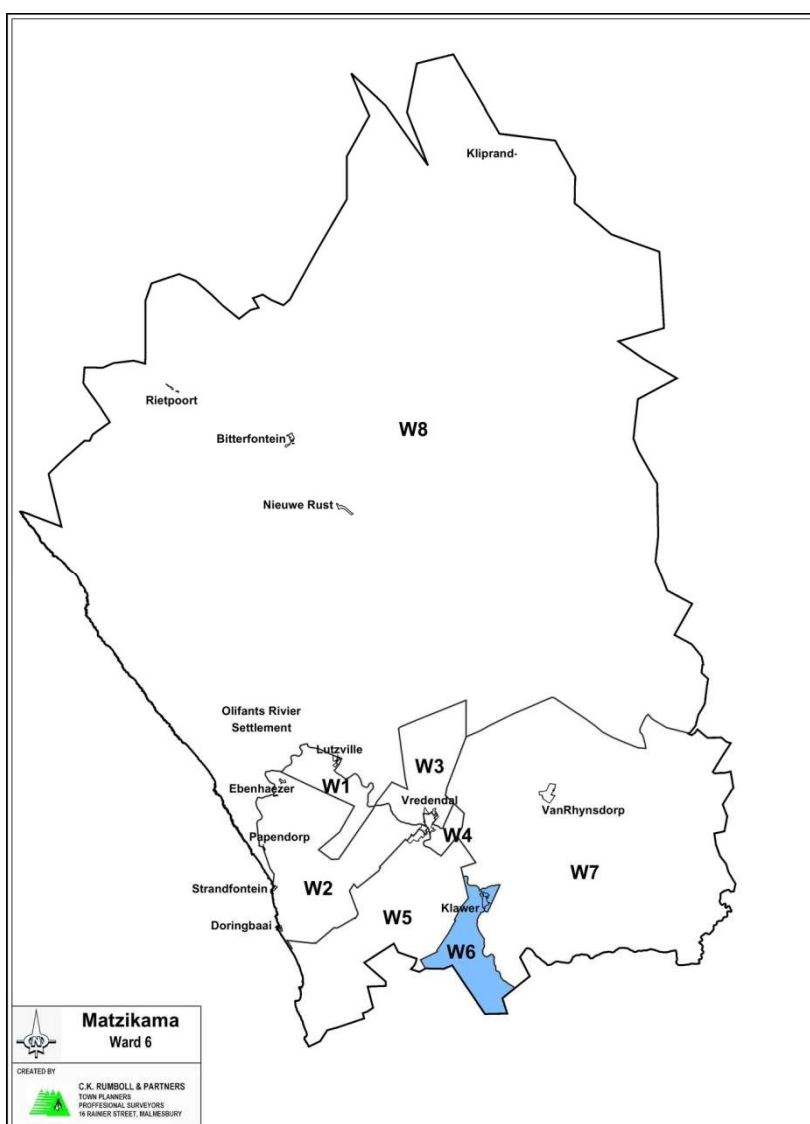 Kliprand
Rietpoort
W8
Bitterfontein
Nieuwe Rust
Olifants Rivier
Settlement
Lutzville
W3
Ebenhaezer
W1
Vredendal
VanRhynsdorp
Papendorp
W4
W7
Strandfontein
W2
Klawer
W5
Doringbaai
W6
Matzikama
Ward 6
N
CREATED BY
C.K. RUMBOLL & PARTNERS
TOWN PLANNERS
PROFFESIONAL SURVEYORS
16 RAINIER STREET, MALMESBURY